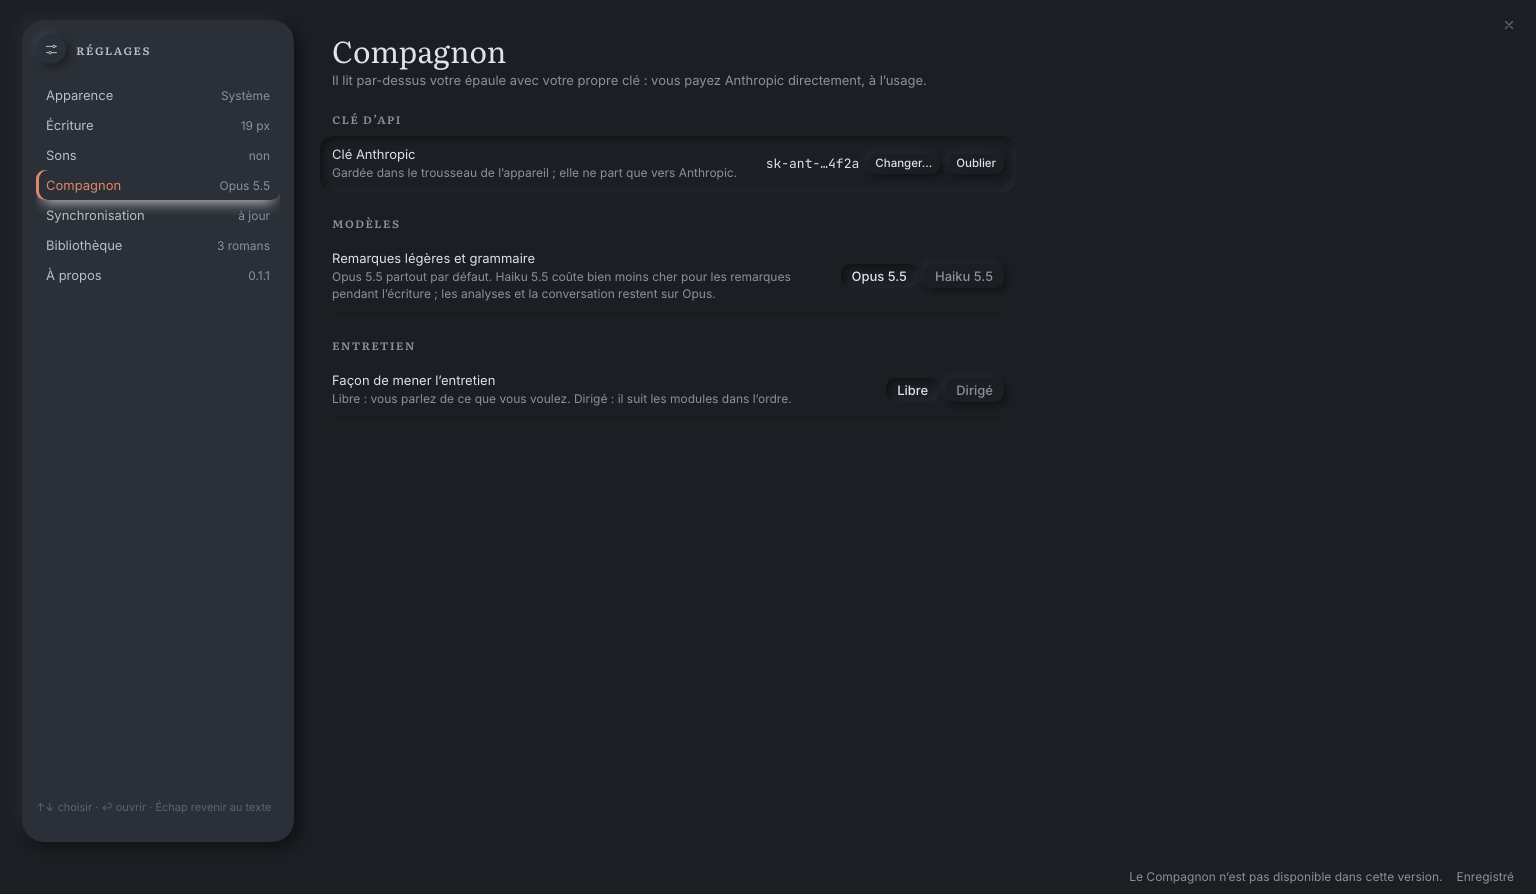 RÉGLAGES
Apparence Système
Écriture 19 px
Sons non
Compagnon Opus 5.5
Synchronisation à jour
Bibliothèque 3 romans
À propos 0.1.1
↑↓ choisir · ⏎ ouvrir · Échap revenir au texte
×
Compagnon
Il lit par-dessus votre épaule avec votre propre clé : vous payez Anthropic directement, à l’usage.
CLÉ D’API
Clé Anthropic
Gardée dans le trousseau de l’appareil ; elle ne part que vers Anthropic.
sk-ant-…4f2a Changer… Oublier
MODÈLES
Remarques légères et grammaire
Opus 5.5 partout par défaut. Haiku 5.5 coûte bien moins cher pour les remarques
pendant l’écriture ; les analyses et la conversation restent sur Opus.
Opus 5.5 Haiku 5.5
ENTRETIEN
Façon de mener l’entretien
Libre : vous parlez de ce que vous voulez. Dirigé : il suit les modules dans l’ordre.
Libre Dirigé
Le Compagnon n’est pas disponible dans cette version. Enregistré